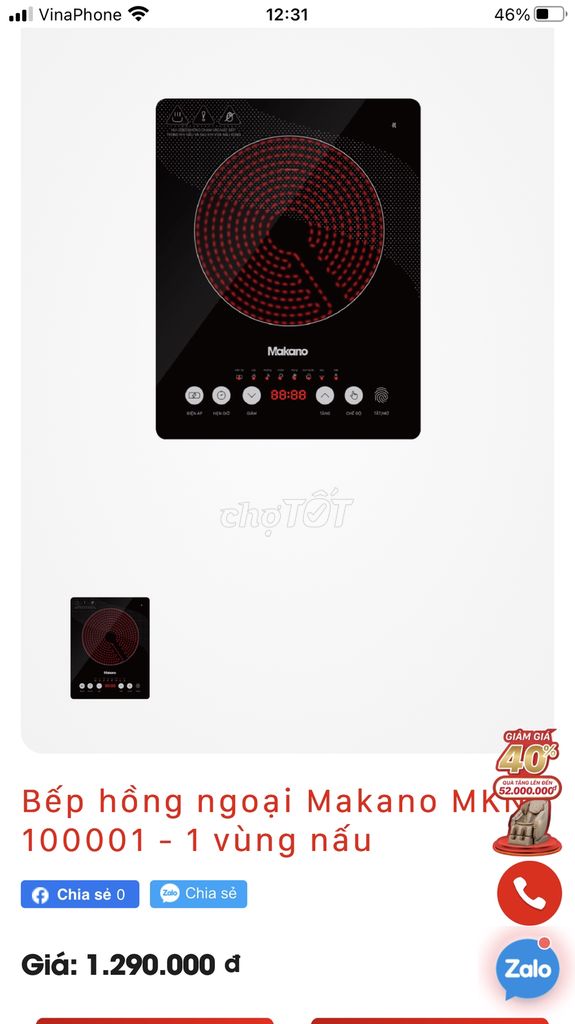 VinaPhone 12:31 46%
Makano
88:88
ĐIỆN ÁP HẸN GIỜ GIẢM TĂNG CHẾ ĐỘ TẮT/MỞ
chợTỐT
Makano
GIẢM GIÁ
40%
QUÀ TẶNG LÊN ĐẾN
52.000.000đ
Bếp hồng ngoại Makano MKN
100001 - 1 vùng nấu
Chia sẻ 0 Zalo Chia sẻ
Giá: 1.290.000 đ
Zalo